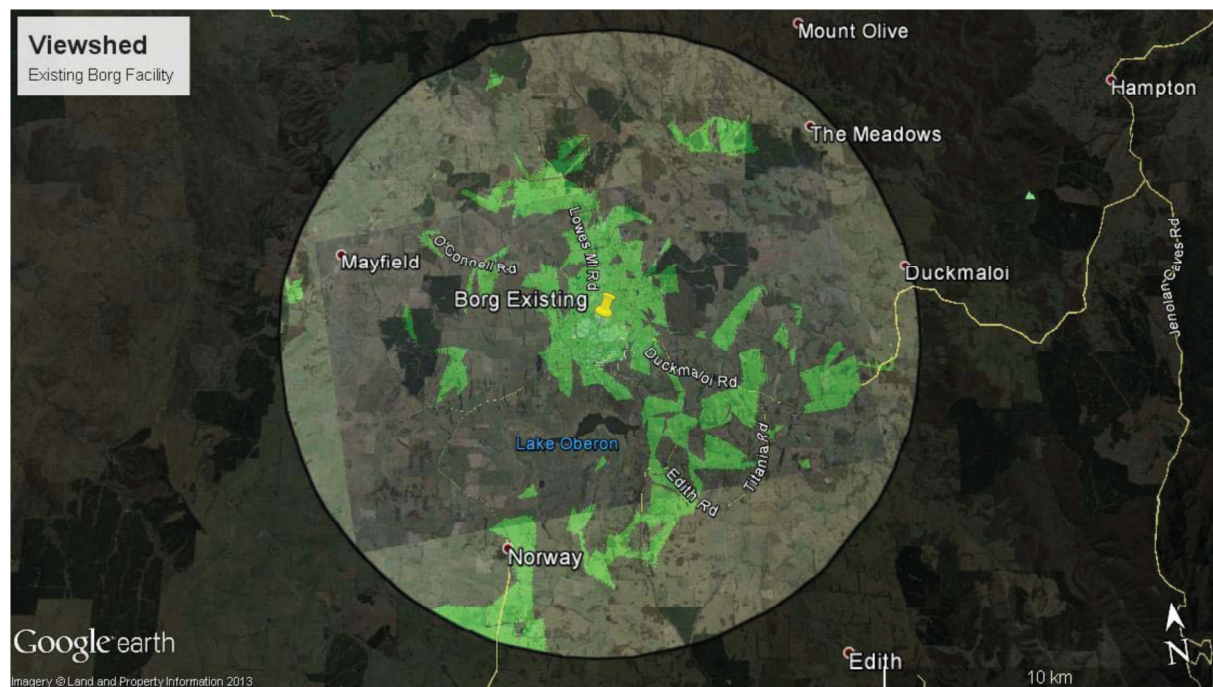 Viewshed
Existing Borg Facility
Mount Olive
Hampton
The Meadows
Lowes Mt Rd
O'Connell Rd
Mayfield
Duckmaloi
Borg Existing
Jenolan Caves Rd
Duckmaloi Rd
Lake Oberon
Titania Rd
Edith Rd
Norway
Google earth
Edith
N
10 km
Imagery © Land and Property Information 2013